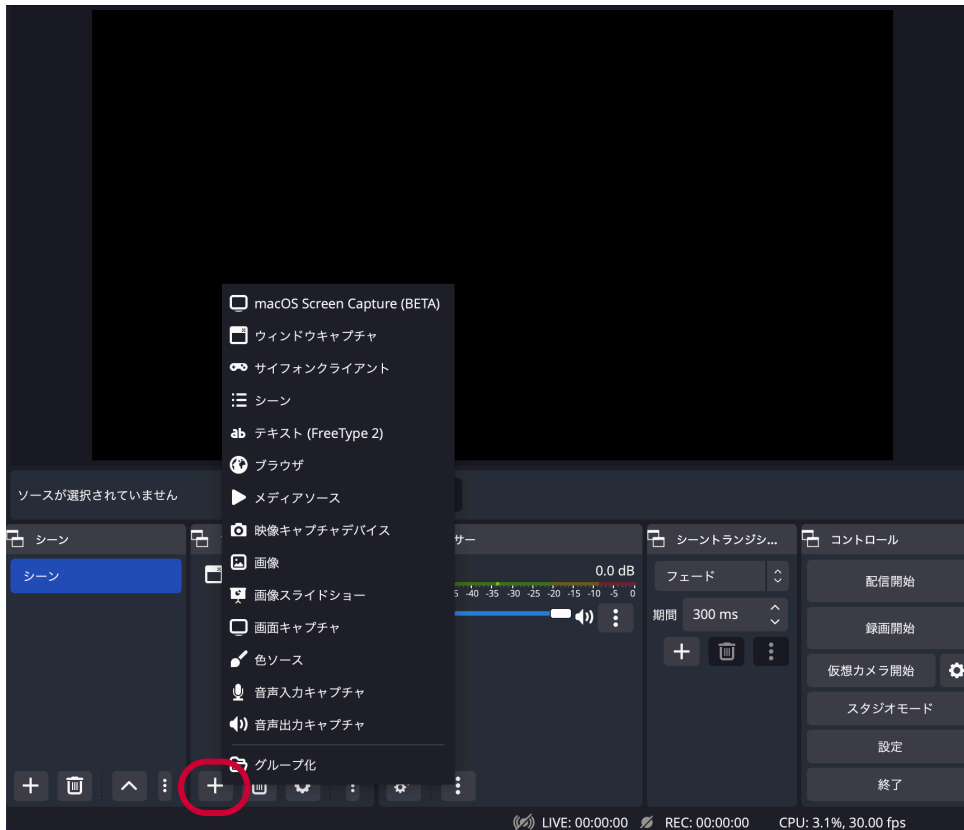 macOS Screen Capture (BETA)
ウィンドウキャプチャ
サイフォンクライアント
シーン
ab テキスト (FreeType 2)
ブラウザ
メディアソース
映像キャプチャデバイス
画像
画像スライドショー
画面キャプチャ
色ソース
音声入力キャプチャ
音声出力キャプチャ
グループ化
ソースが選択されていません
シーン
シーン
サー
0.0 dB
-40 -35 -30 -25 -20 -15 -10 -5 0
シーントランジシ...
フェード
期間 300 ms
コントロール
配信開始
録画開始
仮想カメラ開始
スタジオモード
設定
終了
LIVE: 00:00:00 REC: 00:00:00 CPU: 3.1%, 30.00 fps